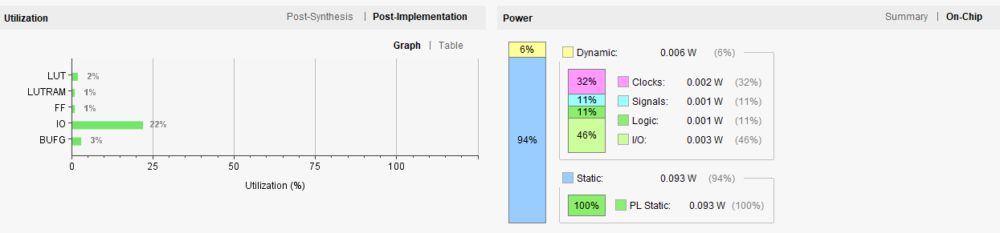 Utilization
Post-Synthesis | Post-Implementation
Graph | Table
LUT 2%
LUTRAM 1%
FF 1%
IO 22%
BUFG 3%
0 25 50 75 100
Utilization (%)
Power
Summary | On-Chip
6%
94%
Dynamic: 0.006 W (6%)
32%
11%
11%
46%
Clocks: 0.002 W (32%)
Signals: 0.001 W (11%)
Logic: 0.001 W (11%)
I/O: 0.003 W (46%)
Static: 0.093 W (94%)
100%
PL Static: 0.093 W (100%)